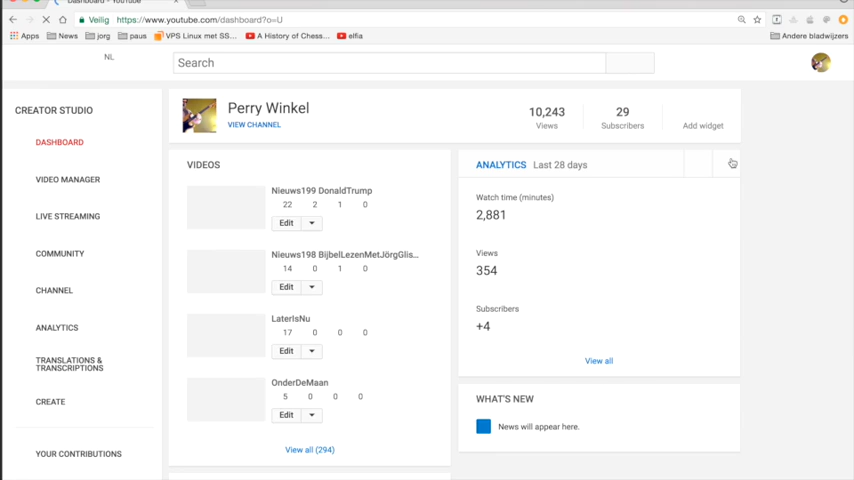 Veilig https://www.youtube.com/dashboard?o=U
Apps News jorg paus VPS Linux met SS... A History of Chess... elfia Andere bladwijzers
NL
Search
CREATOR STUDIO
DASHBOARD
VIDEO MANAGER
LIVE STREAMING
COMMUNITY
CHANNEL
ANALYTICS
TRANSLATIONS &
TRANSCRIPTIONS
CREATE
YOUR CONTRIBUTIONS
Perry Winkel
VIEW CHANNEL
10,243
Views
29
Subscribers
Add widget
VIDEOS
Nieuws199 DonaldTrump
22 2 1 0
Edit
Nieuws198 BijbelLezenMetJörgGlis...
14 0 1 0
Edit
LaterIsNu
17 0 0 0
Edit
OnderDeMaan
5 0 0 0
Edit
View all (294)
ANALYTICS Last 28 days
Watch time (minutes)
2,881
Views
354
Subscribers
+4
View all
WHAT'S NEW
News will appear here.